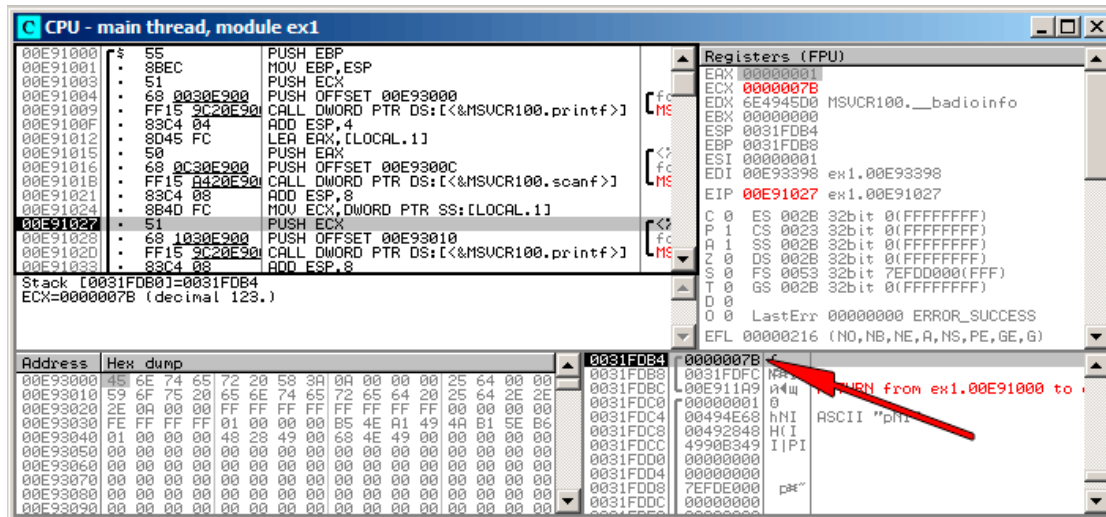 CPU - main thread, module ex1
00E91000 $ 55 PUSH EBP
00E91001 . 8BEC MOV EBP,ESP
00E91003 . 51 PUSH ECX
00E91004 . 68 0030E900 PUSH OFFSET 00E93000
00E91009 . FF15 9C20E90 CALL DWORD PTR DS:[<&MSVCR100.printf>]
00E9100F . 83C4 04 ADD ESP,4
00E91012 . 8D45 FC LEA EAX,[LOCAL.1]
00E91015 . 50 PUSH EAX
00E91016 . 68 0C30E900 PUSH OFFSET 00E9300C
00E9101B . FF15 A420E90 CALL DWORD PTR DS:[<&MSVCR100.scanf>]
00E91021 . 83C4 08 ADD ESP,8
00E91024 . 8B4D FC MOV ECX,DWORD PTR SS:[LOCAL.1]
00E91027 . 51 PUSH ECX
00E91028 . 68 1030E900 PUSH OFFSET 00E93010
00E9102D . FF15 9C20E90 CALL DWORD PTR DS:[<&MSVCR100.printf>]
00E91033 . 83C4 08 ADD ESP,8
Stack [0031FDB0]=0031FDB4
ECX=0000007B (decimal 123.)
Registers (FPU)
EAX 00000001
ECX 0000007B
EDX 6E4945D0 MSVCR100.__badioinfo
EBX 00000000
ESP 0031FDB4
EBP 0031FDB8
ESI 00000001
EDI 00E93398 ex1.00E93398
EIP 00E91027 ex1.00E91027
C 0 ES 002B 32bit 0(FFFFFFFF)
P 1 CS 0023 32bit 0(FFFFFFFF)
A 1 SS 002B 32bit 0(FFFFFFFF)
Z 0 DS 002B 32bit 0(FFFFFFFF)
S 0 FS 0053 32bit 7EFDD000(FFF)
T 0 GS 002B 32bit 0(FFFFFFFF)
D 0
O 0 LastErr 00000000 ERROR_SUCCESS
EFL 00000216 (NO,NB,NE,A,NS,PE,GE,G)
Address Hex dump
00E93000 45 6E 74 65 72 20 58 3A 0A 00 00 00 25 64 00 00
00E93010 59 6F 75 20 65 6E 74 65 72 65 64 20 25 64 2E 2E
00E93020 2E 0A 00 00 FF FF FF FF FF FF FF FF 00 00 00 00
00E93030 FE FF FF FF 01 00 00 00 B5 4E A1 49 4A B1 5E B6
00E93040 01 00 00 00 48 28 49 00 68 4E 49 00 00 00 00 00
00E93050 00 00 00 00 00 00 00 00 00 00 00 00 00 00 00 00
00E93060 00 00 00 00 00 00 00 00 00 00 00 00 00 00 00 00
00E93070 00 00 00 00 00 00 00 00 00 00 00 00 00 00 00 00
00E93080 00 00 00 00 00 00 00 00 00 00 00 00 00 00 00 00
00E93090 00 00 00 00 00 00 00 00 00 00 00 00 00 00 00 00
0031FDB4 0000007B {
0031FDB8 0031FDFC
0031FDBC 00E911A9 from ex1.00E91000 to
0031FDC0 00000001
0031FDC4 00494E68 hNI ASCII "pNI"
0031FDC8 00492848 H(I
0031FDCC 4990B349 I|PI
0031FDD0 00000000
0031FDD4 00000000
0031FDD8 7EFDE000
0031FDDC 00000000